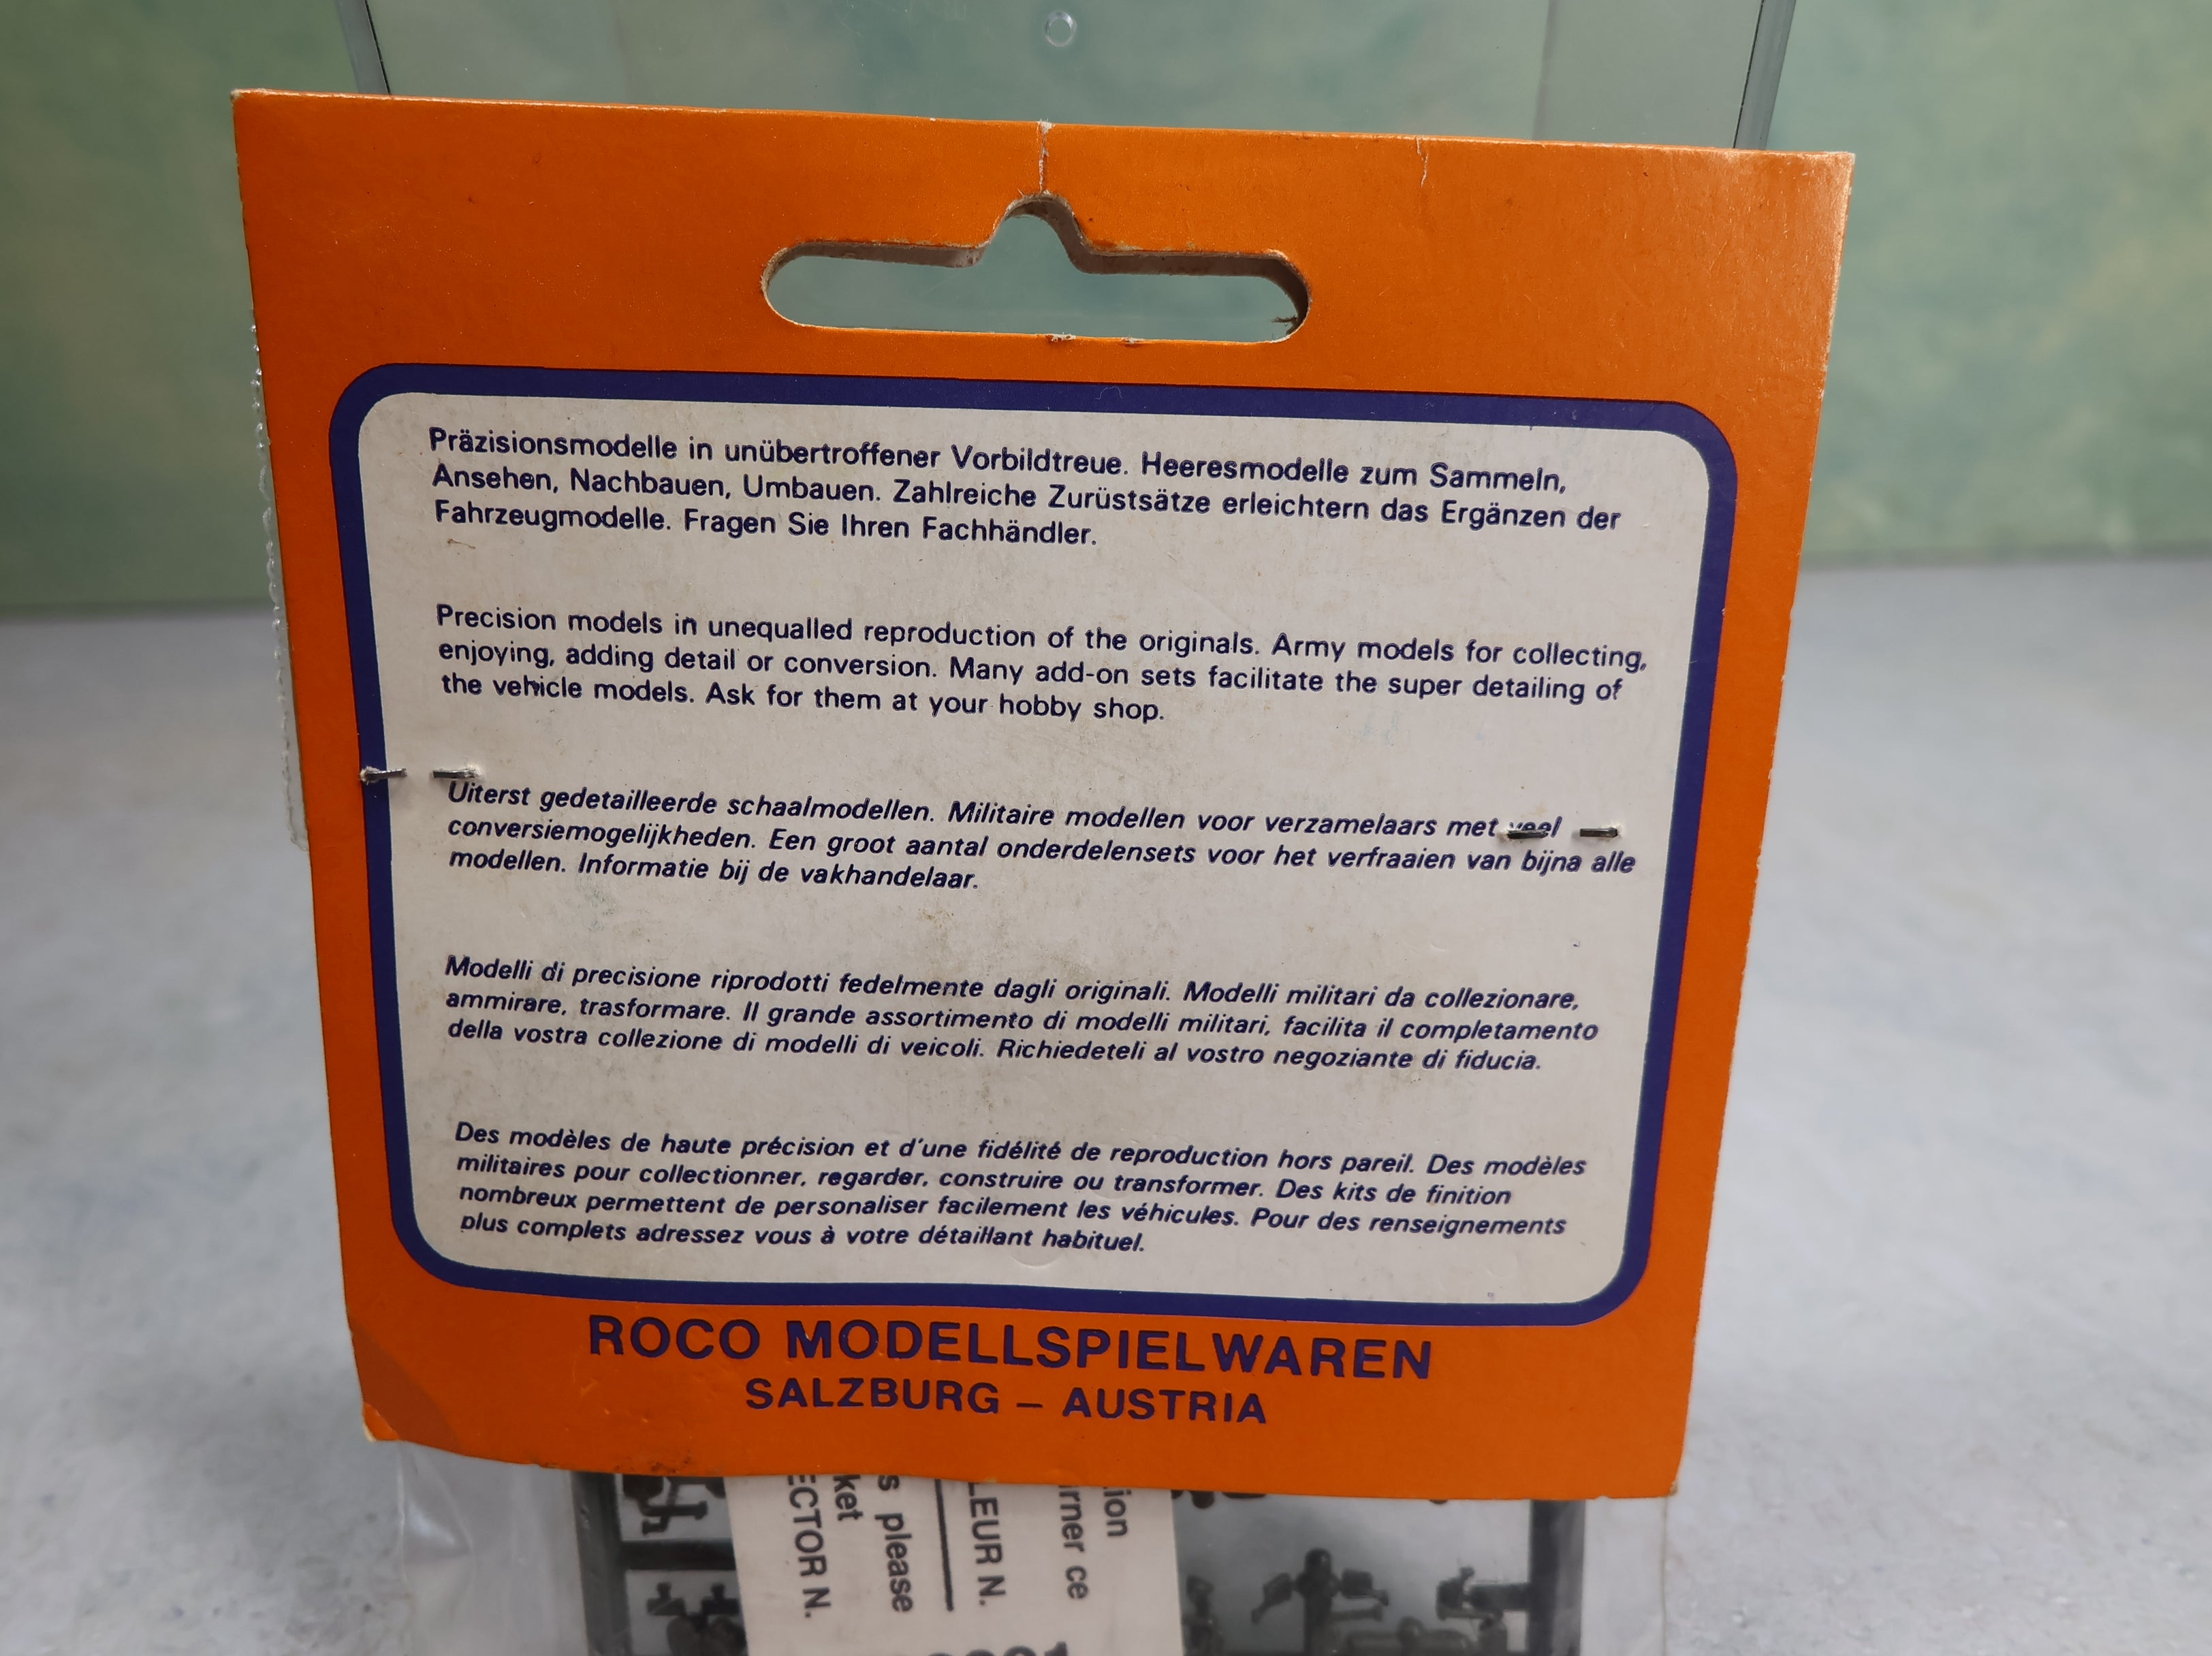 Präzisionsmodelle in unübertroffener Vorbildtreue. Heeresmodelle zum Sammeln,
Ansehen, Nachbauen, Umbauen. Zahlreiche Zurüstsätze erleichtern das Ergänzen der
Fahrzeugmodelle. Fragen Sie Ihren Fachhändler.
Precision models in unequalled reproduction of the originals. Army models for collecting,
enjoying, adding detail or conversion. Many add-on sets facilitate the super detailing of
the vehicle models. Ask for them at your hobby shop.
Uiterst gedetailleerde schaalmodellen. Militaire modellen voor verzamelaars met veel
conversiemogelijkheden. Een groot aantal onderdelensets voor het verfraaien van bijna alle
modellen. Informatie bij de vakhandelaar.
Modelli di precisione riprodotti fedelmente dagli originali. Modelli militari da collezionare,
ammirare, trasformare. Il grande assortimento di modelli militari, facilita il completamento
della vostra collezione di modelli di veicoli. Richiedeteli al vostro negoziante di fiducia.
Des modèles de haute précision et d'une fidélité de reproduction hors pareil. Des modèles
militaires pour collectionner, regarder, construire ou transformer. Des kits de finition
nombreux permettent de personaliser facilement les véhicules. Pour des renseignements
plus complets adressez vous à votre détaillant habituel.
ROCO MODELLSPIELWAREN
SALZBURG – AUSTRIA
ion
rner ce
LEUR N.
s please
ket
ECTOR N.